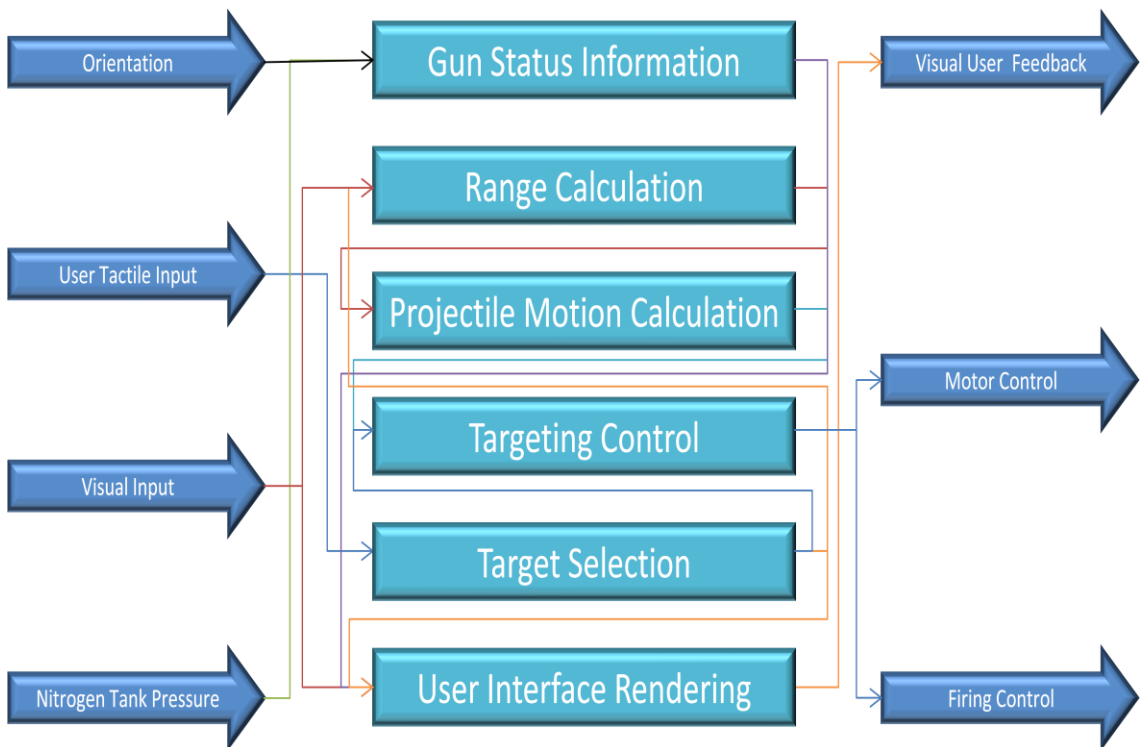 Orientation
Gun Status Information
Visual User Feedback
Range Calculation
User Tactile Input
Projectile Motion Calculation
Motor Control
Targeting Control
Visual Input
Target Selection
Nitrogen Tank Pressure
User Interface Rendering
Firing Control